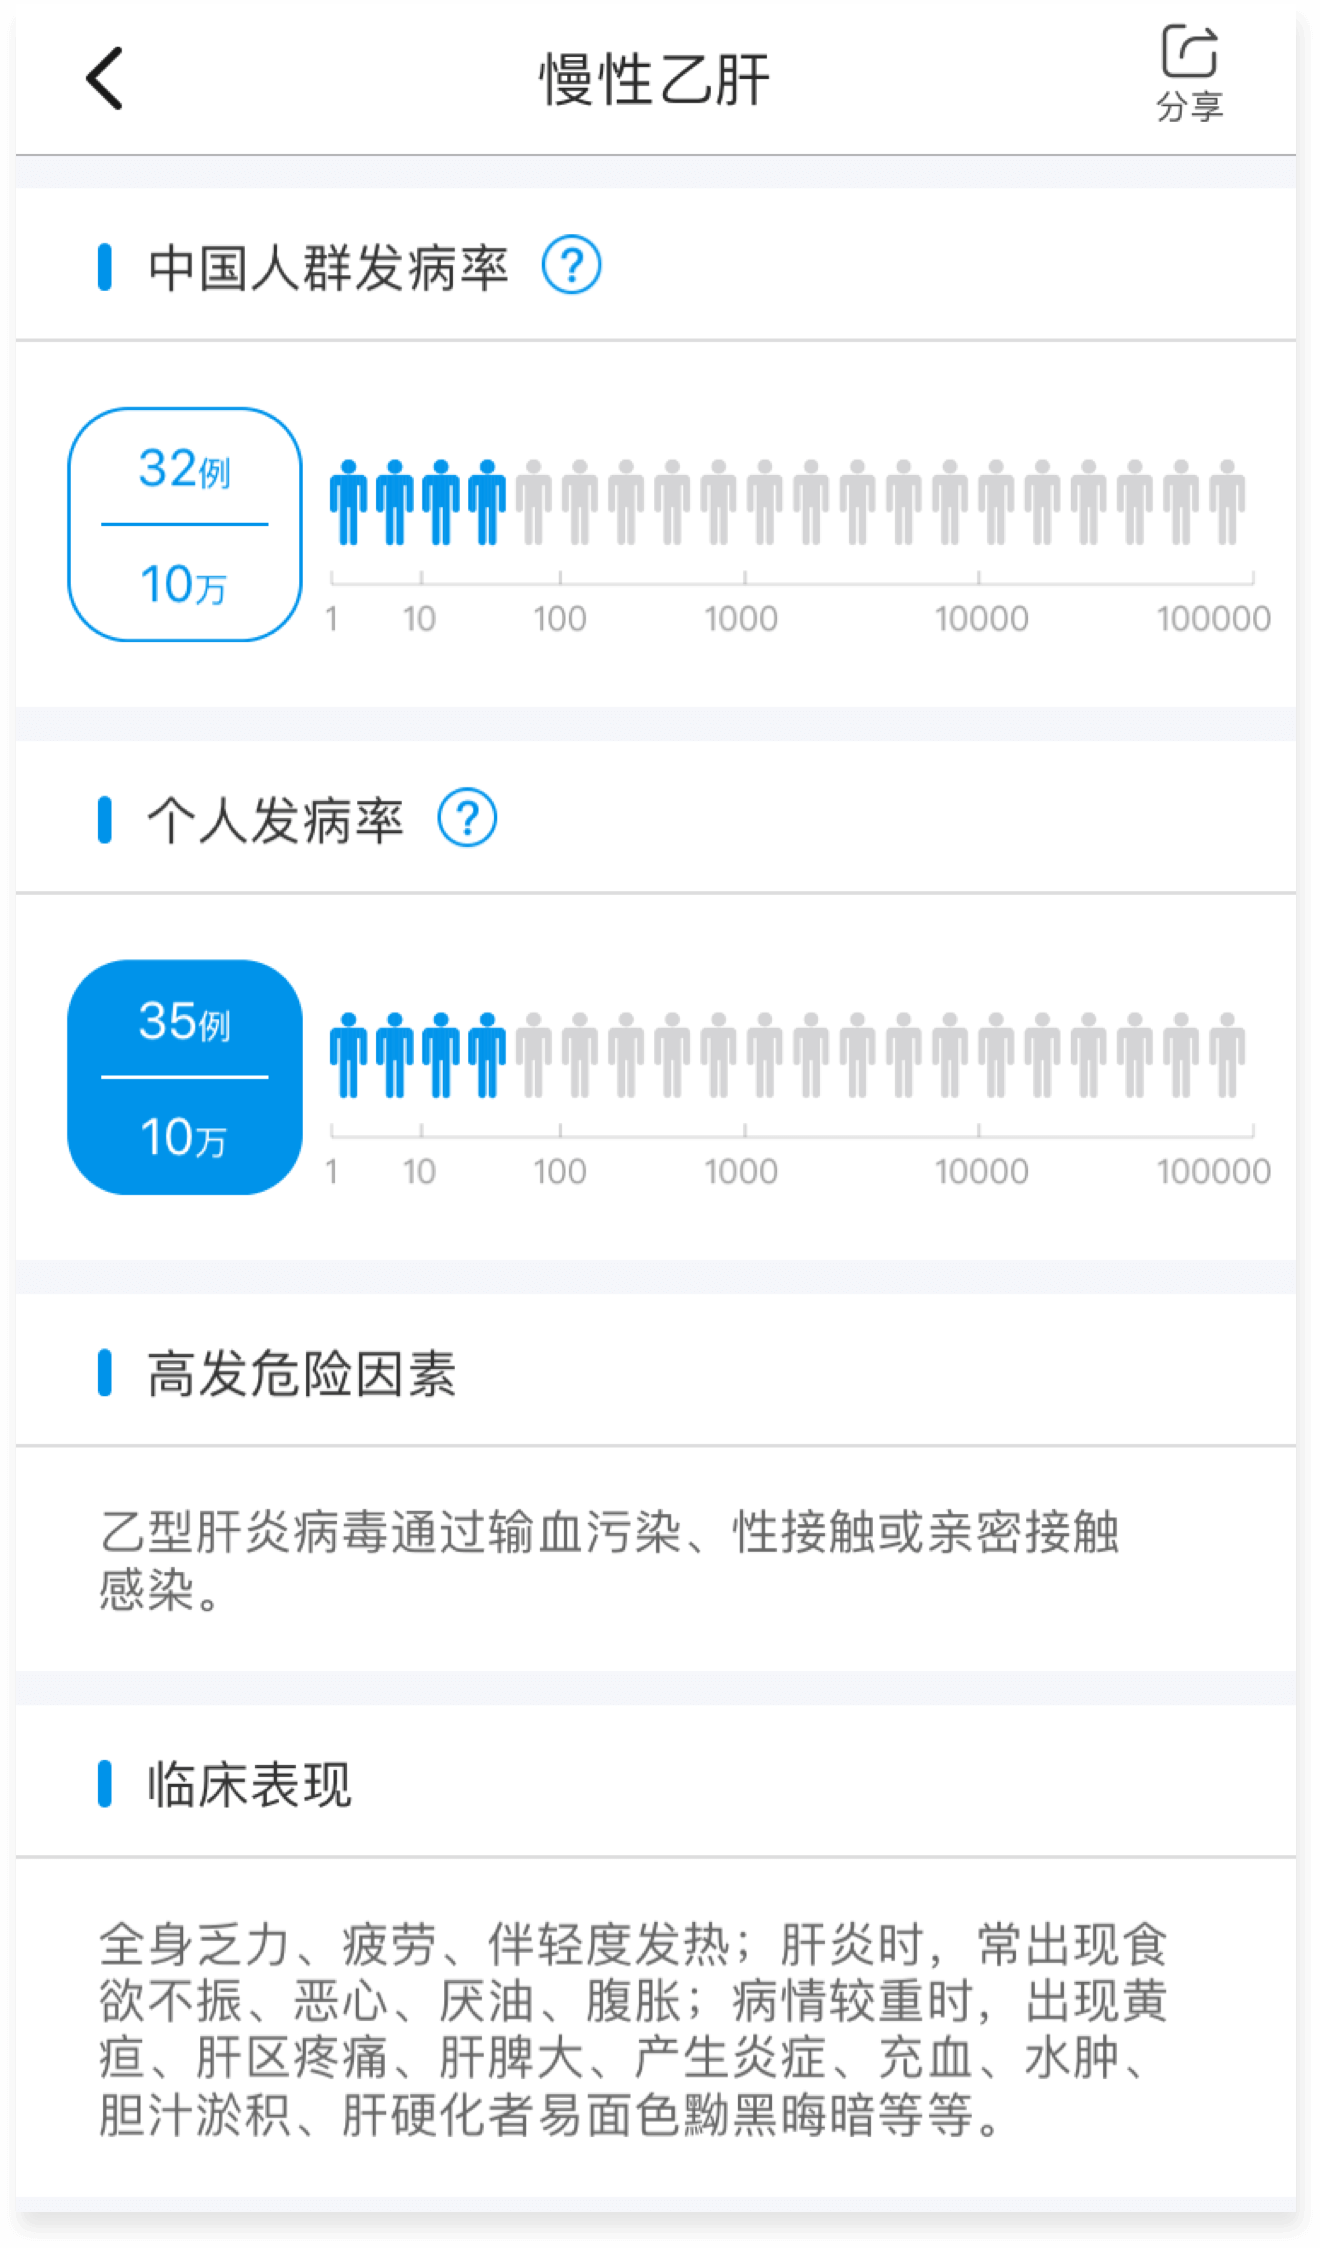 慢性乙肝
分享
中国人群发病率 ?
32例
10万
1 10 100 1000 10000 100000
个人发病率 ?
35例
10万
1 10 100 1000 10000 100000
高发危险因素
乙型肝炎病毒通过输血污染、性接触或亲密接触
感染。
临床表现
全身乏力、疲劳、伴轻度发热；肝炎时，常出现食
欲不振、恶心、厌油、腹胀；病情较重时，出现黄
疸、肝区疼痛、肝脾大、产生炎症、充血、水肿、
胆汁淤积、肝硬化者易面色黝黑晦暗等等。